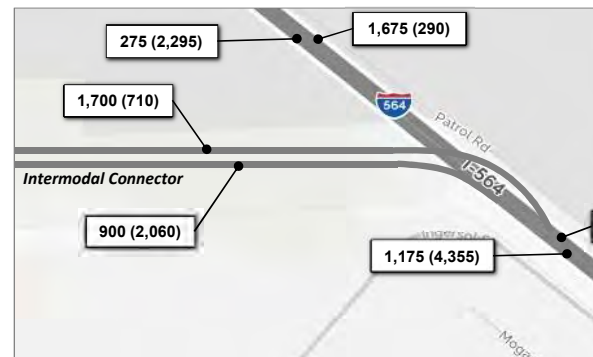 275 (2,295)
1,675 (290)
564
Patrol Rd
1,700 (710)
I-564
Intermodal Connector
900 (2,060)
1,175 (4,355)